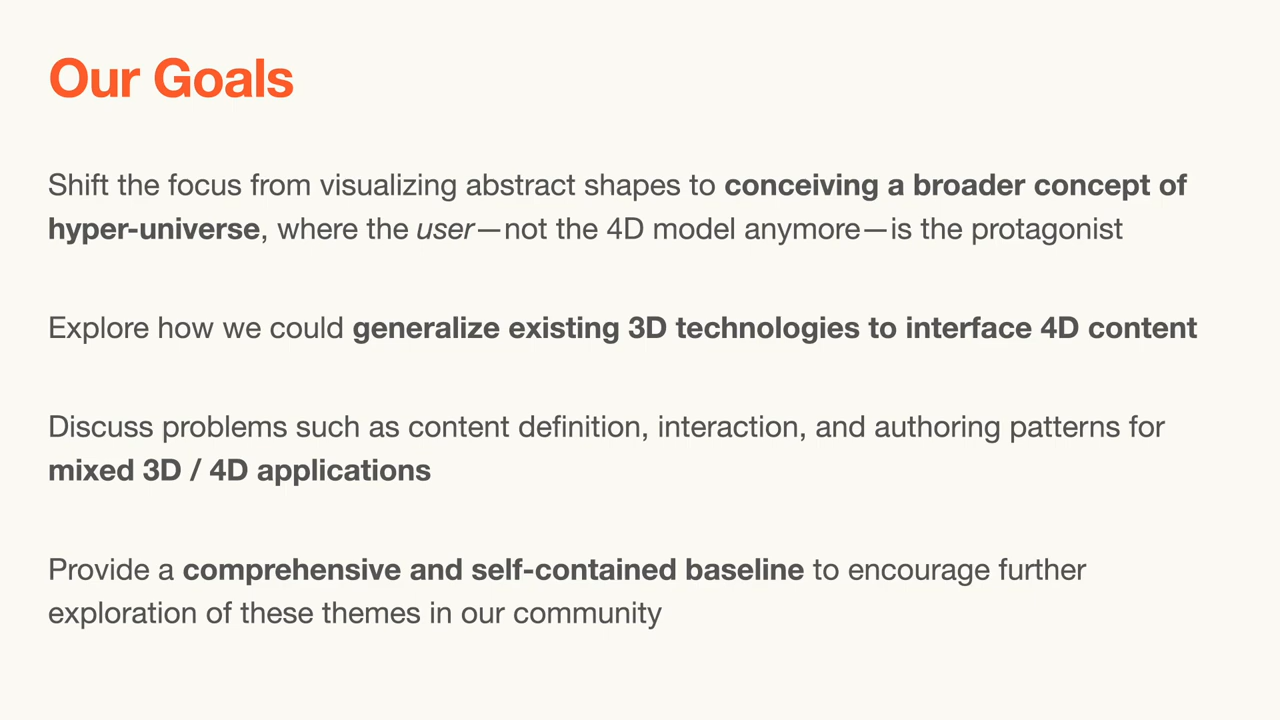 Our Goals
Shift the focus from visualizing abstract shapes to conceiving a broader concept of
hyper-universe, where the user—not the 4D model anymore—is the protagonist
Explore how we could generalize existing 3D technologies to interface 4D content
Discuss problems such as content definition, interaction, and authoring patterns for
mixed 3D / 4D applications
Provide a comprehensive and self-contained baseline to encourage further
exploration of these themes in our community